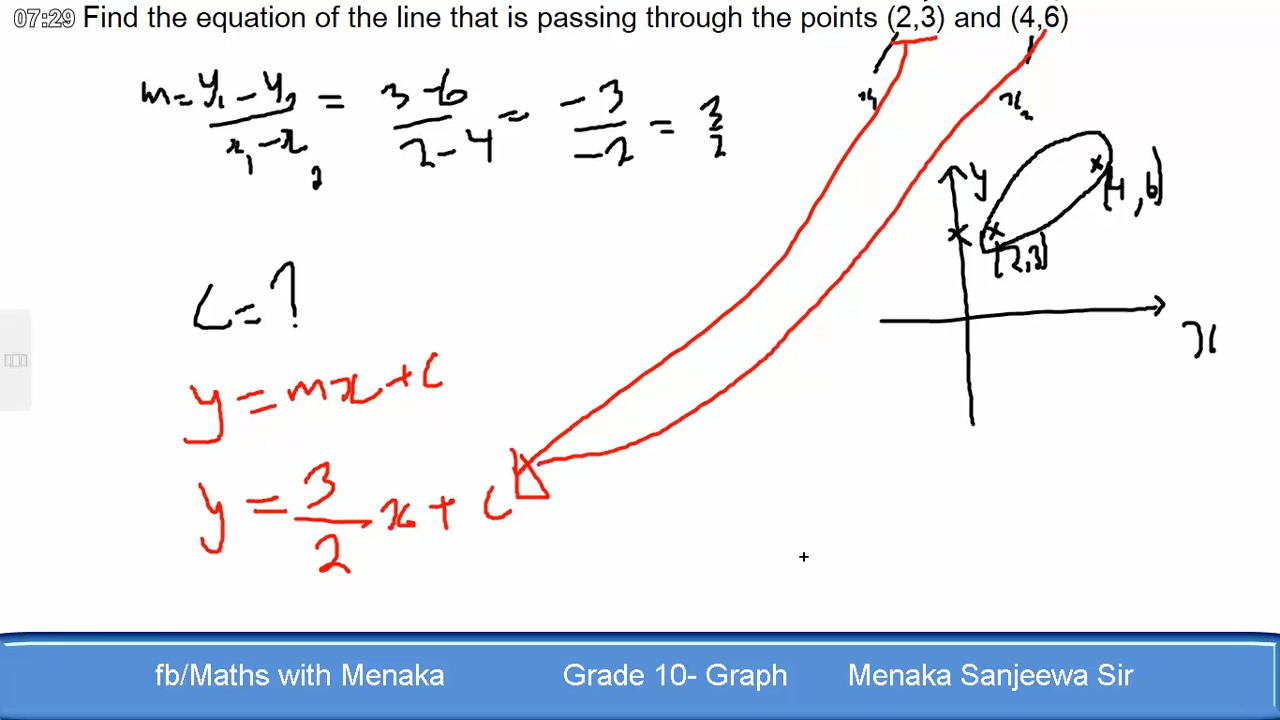 07:29 Find the equation of the line that is passing through the points (2,3) and (4,6)
m = y₁ - y₂ / x₁ - x₂ = 3 - 6 / 2 - 4 = -3 / -2 = 3/2
x₁
x₂
y
(4, 6)
(2,3)
x
c = ?
y = mx + c
y = 3/2 x + c
fb/Maths with Menaka Grade 10- Graph Menaka Sanjeewa Sir